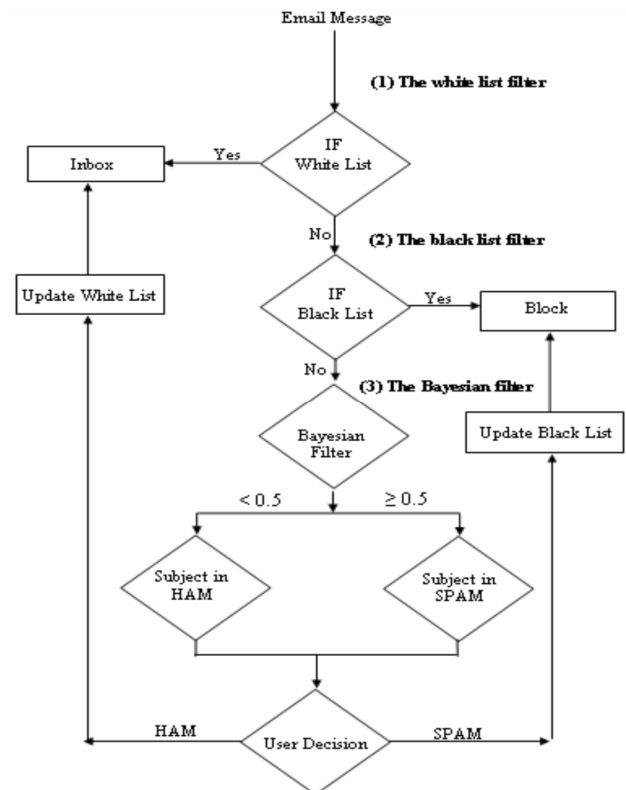 Email Message
(1) The white list filter
IF
White List
Yes
Inbox
No
(2) The black list filter
Update White List
IF
Black List
Yes
Block
No
(3) The Bayesian filter
Bayesian
Filter
Update Black List
< 0.5
≥ 0.5
Subject in
HAM
Subject in
SPAM
HAM
User Decision
SPAM